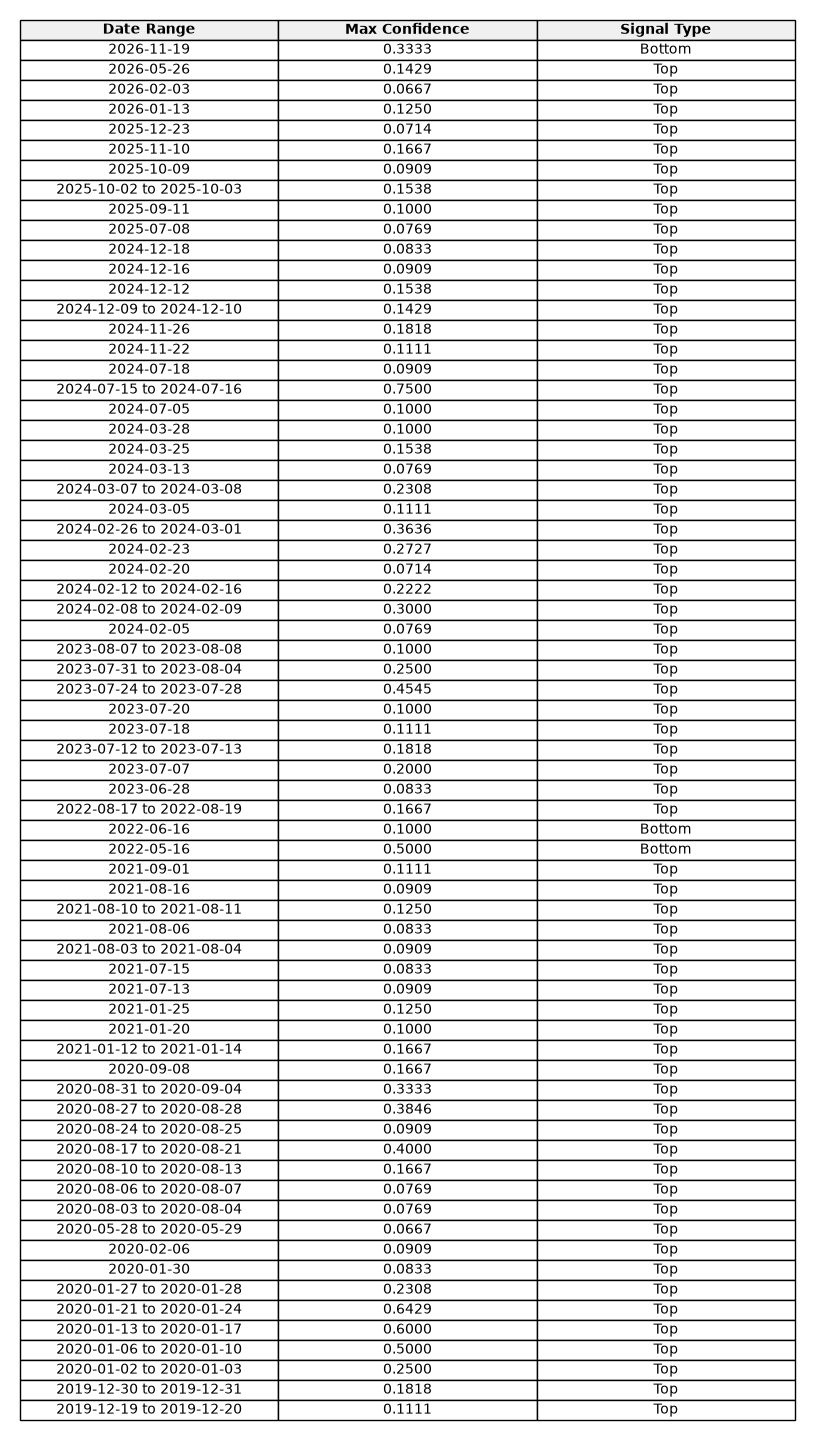 Date Range Max Confidence Signal Type
2026-11-19 0.3333 Bottom
2026-05-26 0.1429 Top
2026-02-03 0.0667 Top
2026-01-13 0.1250 Top
2025-12-23 0.0714 Top
2025-11-10 0.1667 Top
2025-10-09 0.0909 Top
2025-10-02 to 2025-10-03 0.1538 Top
2025-09-11 0.1000 Top
2025-07-08 0.0769 Top
2024-12-18 0.0833 Top
2024-12-16 0.0909 Top
2024-12-12 0.1538 Top
2024-12-09 to 2024-12-10 0.1429 Top
2024-11-26 0.1818 Top
2024-11-22 0.1111 Top
2024-07-18 0.0909 Top
2024-07-15 to 2024-07-16 0.7500 Top
2024-07-05 0.1000 Top
2024-03-28 0.1000 Top
2024-03-25 0.1538 Top
2024-03-13 0.0769 Top
2024-03-07 to 2024-03-08 0.2308 Top
2024-03-05 0.1111 Top
2024-02-26 to 2024-03-01 0.3636 Top
2024-02-23 0.2727 Top
2024-02-20 0.0714 Top
2024-02-12 to 2024-02-16 0.2222 Top
2024-02-08 to 2024-02-09 0.3000 Top
2024-02-05 0.0769 Top
2023-08-07 to 2023-08-08 0.1000 Top
2023-07-31 to 2023-08-04 0.2500 Top
2023-07-24 to 2023-07-28 0.4545 Top
2023-07-20 0.1000 Top
2023-07-18 0.1111 Top
2023-07-12 to 2023-07-13 0.1818 Top
2023-07-07 0.2000 Top
2023-06-28 0.0833 Top
2022-08-17 to 2022-08-19 0.1667 Top
2022-06-16 0.1000 Bottom
2022-05-16 0.5000 Bottom
2021-09-01 0.1111 Top
2021-08-16 0.0909 Top
2021-08-10 to 2021-08-11 0.1250 Top
2021-08-06 0.0833 Top
2021-08-03 to 2021-08-04 0.0909 Top
2021-07-15 0.0833 Top
2021-07-13 0.0909 Top
2021-01-25 0.1250 Top
2021-01-20 0.1000 Top
2021-01-12 to 2021-01-14 0.1667 Top
2020-09-08 0.1667 Top
2020-08-31 to 2020-09-04 0.3333 Top
2020-08-27 to 2020-08-28 0.3846 Top
2020-08-24 to 2020-08-25 0.0909 Top
2020-08-17 to 2020-08-21 0.4000 Top
2020-08-10 to 2020-08-13 0.1667 Top
2020-08-06 to 2020-08-07 0.0769 Top
2020-08-03 to 2020-08-04 0.0769 Top
2020-05-28 to 2020-05-29 0.0667 Top
2020-02-06 0.0909 Top
2020-01-30 0.0833 Top
2020-01-27 to 2020-01-28 0.2308 Top
2020-01-21 to 2020-01-24 0.6429 Top
2020-01-13 to 2020-01-17 0.6000 Top
2020-01-06 to 2020-01-10 0.5000 Top
2020-01-02 to 2020-01-03 0.2500 Top
2019-12-30 to 2019-12-31 0.1818 Top
2019-12-19 to 2019-12-20 0.1111 Top